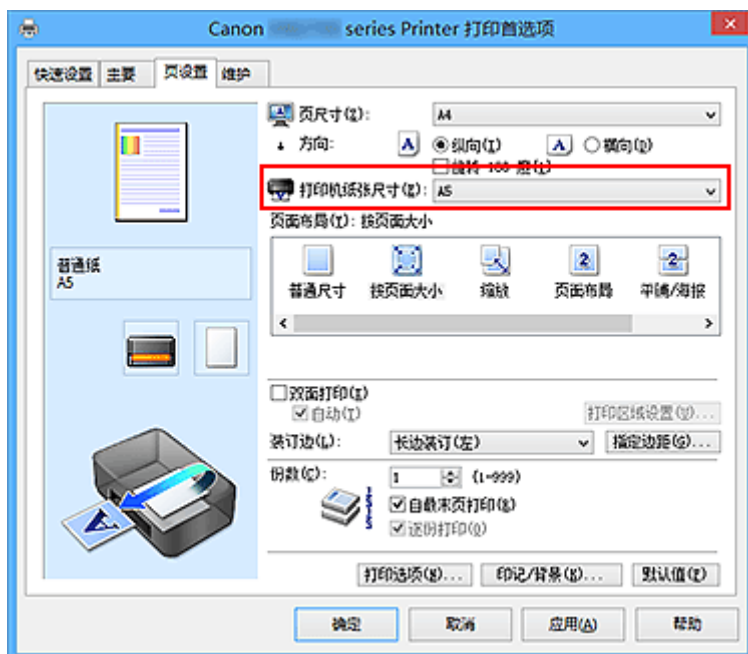 Canon series Printer 打印首选项
快速设置 主要 页设置 维护
页尺寸(Z): A4
方向: A 纵向(I) A 横向(D)
旋转 180 度(L)
打印机纸张尺寸(E): A5
页面布局(T): 按页面大小
普通尺寸 按页面大小 缩放 页面布局 平铺/海报
普通纸
A5
双面打印(X)
自动(T)
打印区域设置(U)...
装订边(L): 长边装订(左) 指定边距(G)...
份数(C): 1 (1-999)
自最末页打印(R)
逐份打印(O)
打印选项(N)... 印记/背景(K)... 默认值(F)
确定 取消 应用(A) 帮助